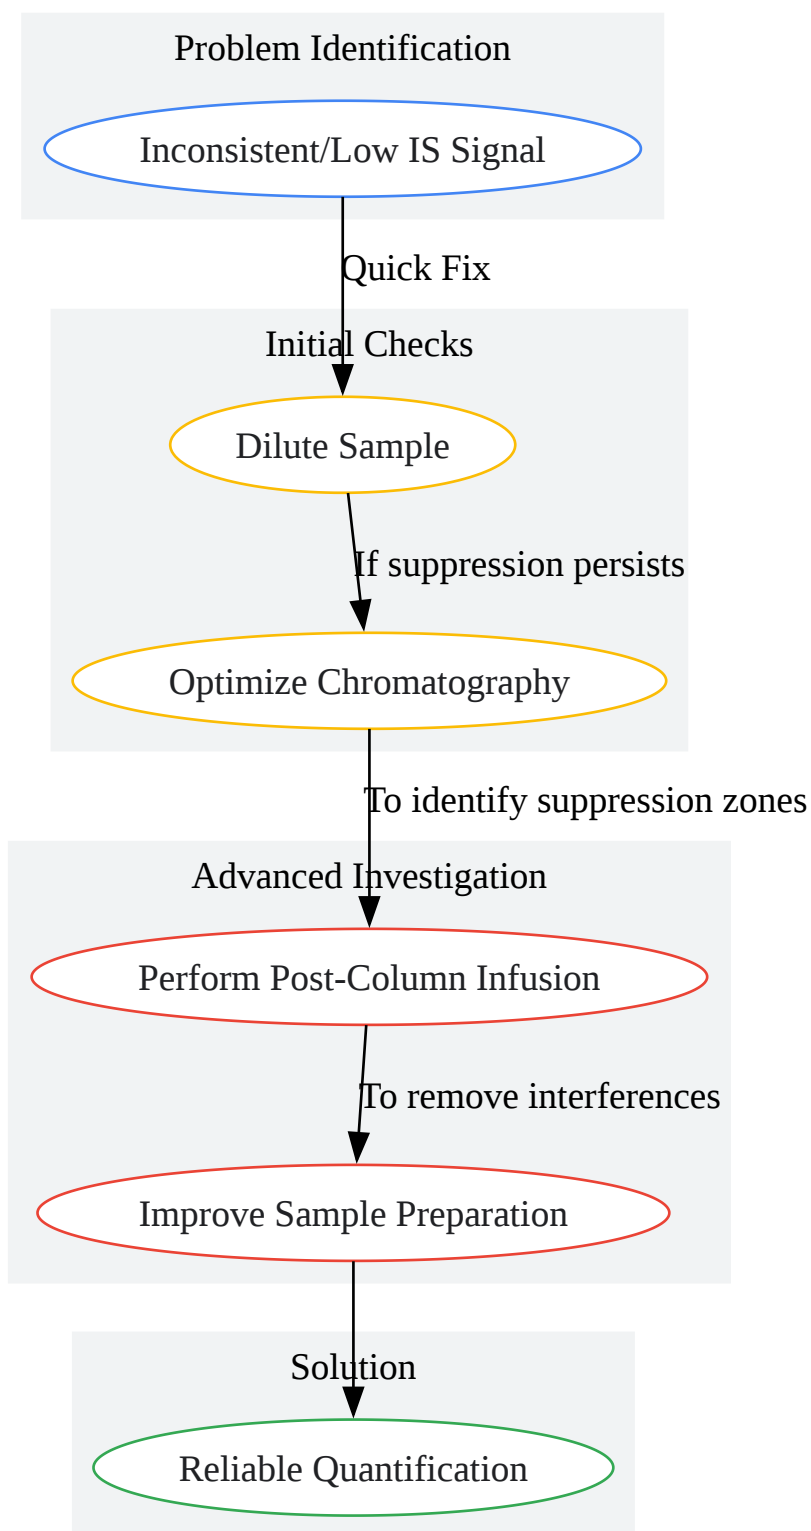 Problem Identification
Inconsistent/Low IS Signal
Quick Fix
Initial Checks
Dilute Sample
If suppression persists
Optimize Chromatography
To identify suppression zones
Advanced Investigation
Perform Post-Column Infusion
To remove interferences
Improve Sample Preparation
Solution
Reliable Quantification